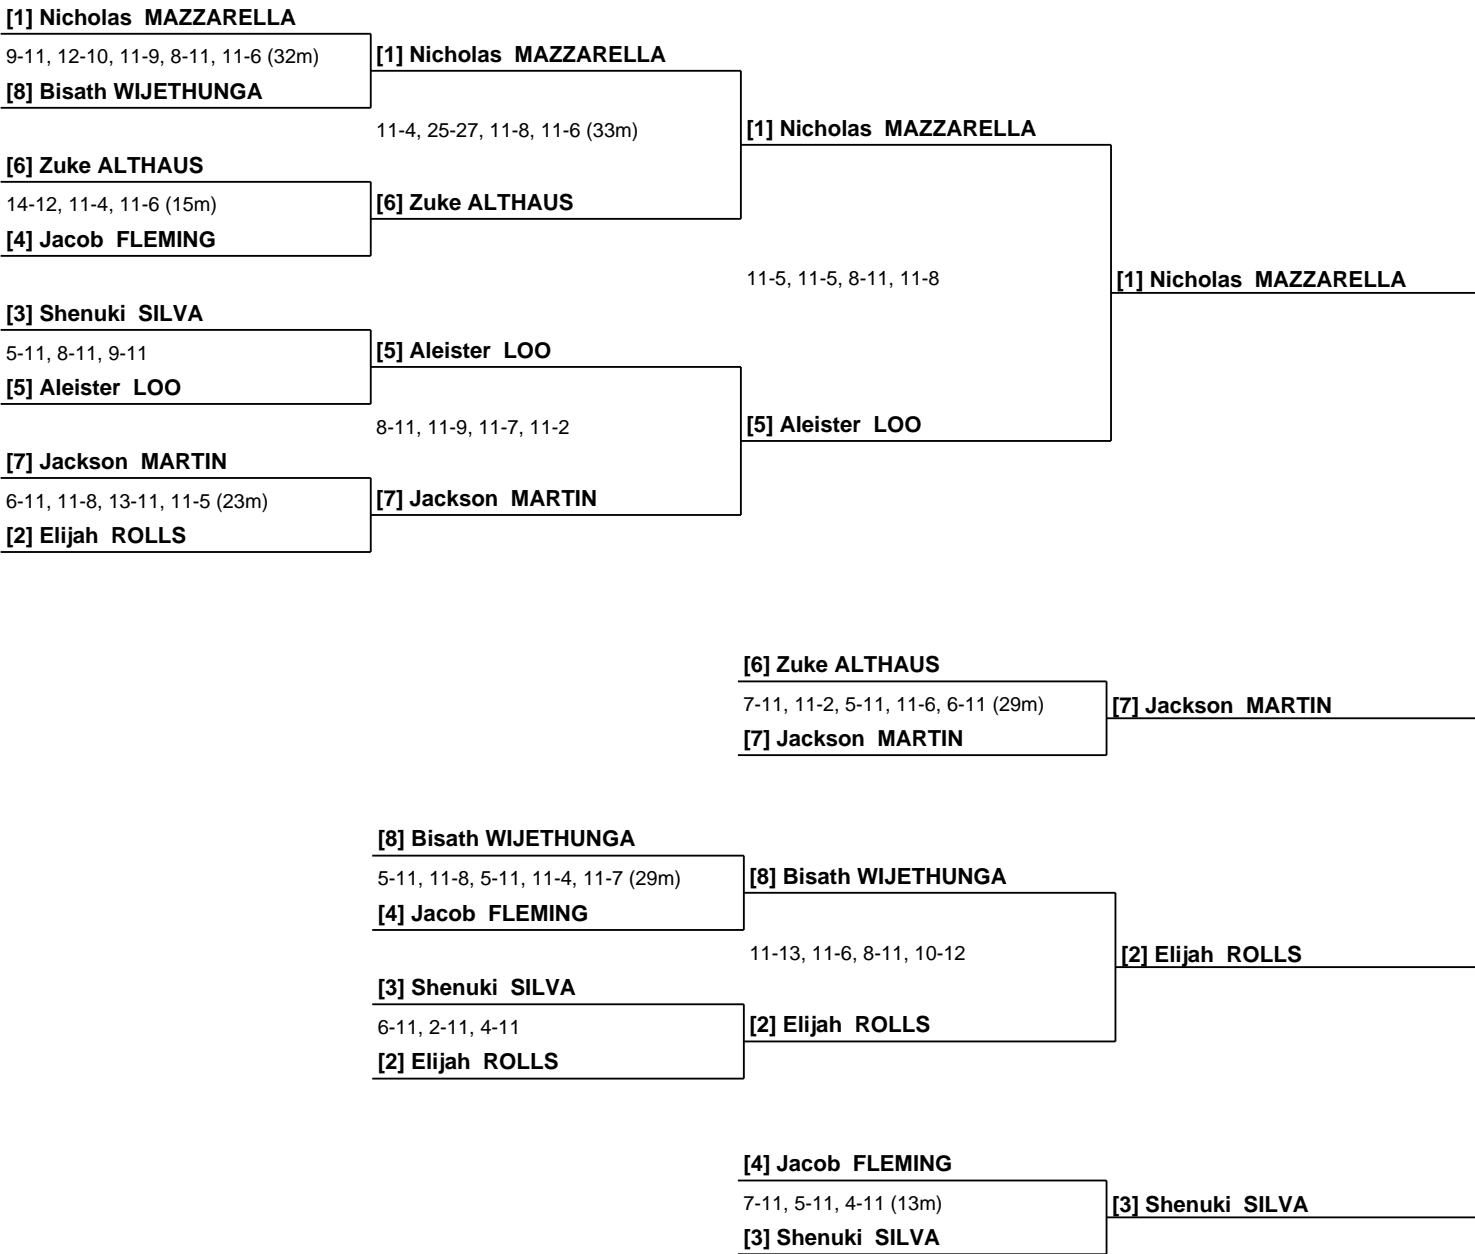 [1] Nicholas MAZZARELLA
9-11, 12-10, 11-9, 8-11, 11-6 (32m)
[1] Nicholas MAZZARELLA
[8] Bisath WIJETHUNGA
11-4, 25-27, 11-8, 11-6 (33m)
[1] Nicholas MAZZARELLA
[6] Zuke ALTHAUS
14-12, 11-4, 11-6 (15m)
[6] Zuke ALTHAUS
[4] Jacob FLEMING
11-5, 11-5, 8-11, 11-8
[1] Nicholas MAZZARELLA
[3] Shenuki SILVA
5-11, 8-11, 9-11
[5] Aleister LOO
[5] Aleister LOO
8-11, 11-9, 11-7, 11-2
[5] Aleister LOO
[7] Jackson MARTIN
6-11, 11-8, 13-11, 11-5 (23m)
[7] Jackson MARTIN
[2] Elijah ROLLS
[6] Zuke ALTHAUS
7-11, 11-2, 5-11, 11-6, 6-11 (29m)
[7] Jackson MARTIN
[7] Jackson MARTIN
[8] Bisath WIJETHUNGA
5-11, 11-8, 5-11, 11-4, 11-7 (29m)
[8] Bisath WIJETHUNGA
[4] Jacob FLEMING
11-13, 11-6, 8-11, 10-12
[2] Elijah ROLLS
[3] Shenuki SILVA
6-11, 2-11, 4-11
[2] Elijah ROLLS
[2] Elijah ROLLS
[4] Jacob FLEMING
7-11, 5-11, 4-11 (13m)
[3] Shenuki SILVA
[3] Shenuki SILVA